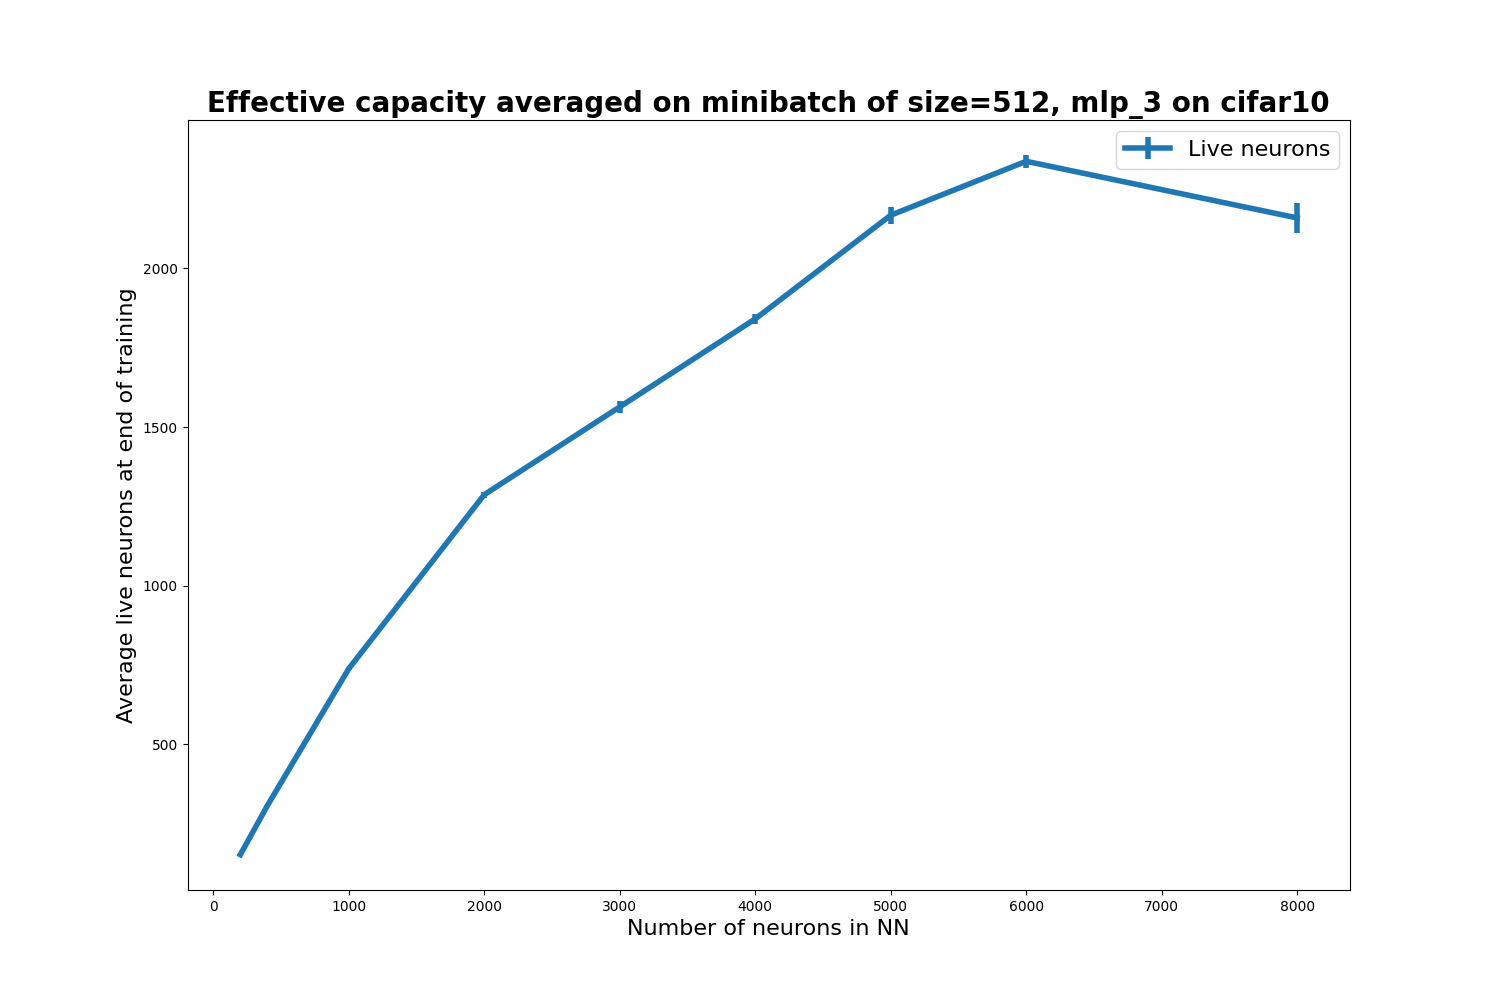 Effective capacity averaged on minibatch of size=512, mlp_3 on cifar10
Live neurons
Average live neurons at end of training
2000
1500
1000
500
0 1000 2000 3000 4000 5000 6000 7000 8000
Number of neurons in NN